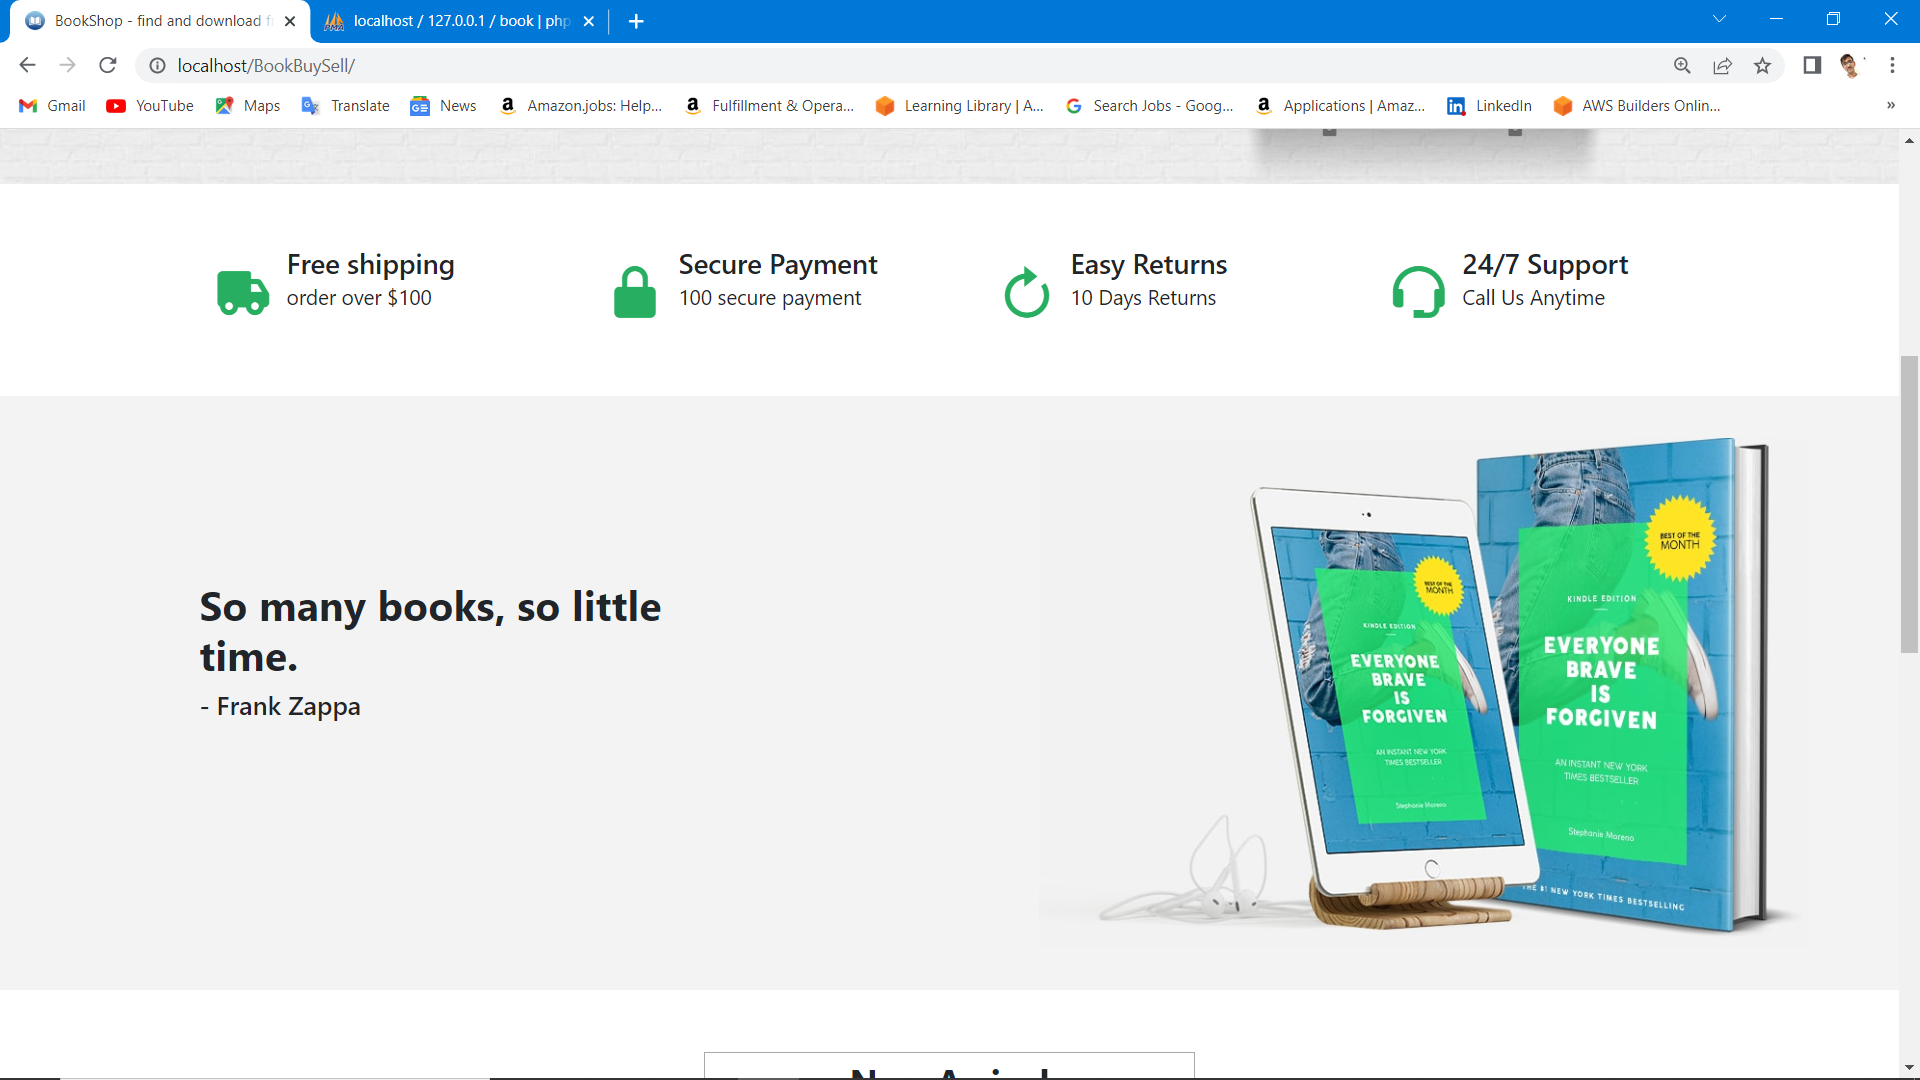 BookShop - find and download f
localhost / 127.0.0.1 / book | php
localhost/BookBuySell/
Gmail
YouTube
Maps
Translate
News
Amazon.jobs: Help...
Fulfillment & Opera...
Learning Library | A...
Search Jobs - Goog...
Applications | Amaz...
LinkedIn
AWS Builders Onlin...
»
Free shipping
order over $100
Secure Payment
100 secure payment
Easy Returns
10 Days Returns
24/7 Support
Call Us Anytime
So many books, so little
time.
- Frank Zappa
BEST OF THE
MONTH
KINDLE EDITION
EVERYONE
BRAVE
IS
FORGIVEN
AN INSTANT NEW YORK
TIMES BESTSELLER
Stephanie Moreno
BEST OF THE
MONTH
KINDLE EDITION
EVERYONE
BRAVE
IS
FORGIVEN
AN INSTANT NEW YORK
TIMES BESTSELLER
Stephanie Moreno
THE #1 NEW YORK TIMES BESTSELLING